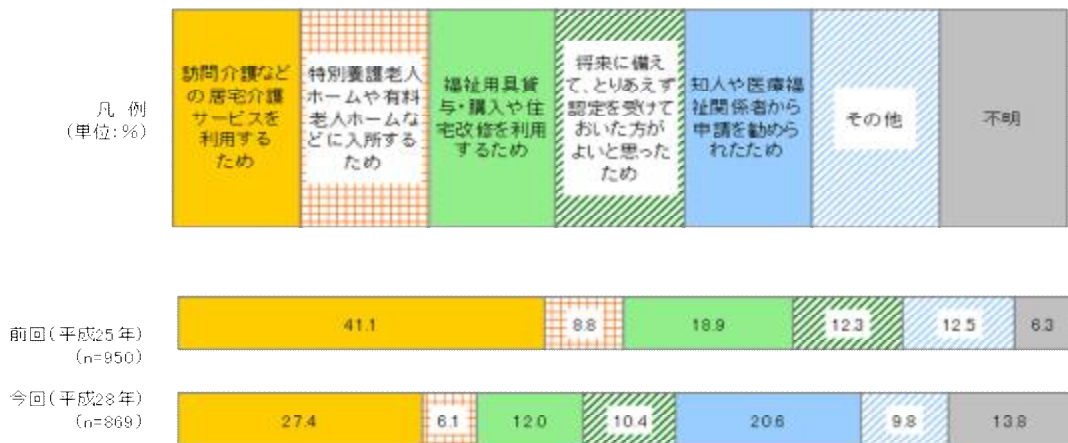 凡 例
(単位:%)
訪問介護など
の居宅介護
サービスを
利用する
ため
特別養護老人
ホームや有料
老人ホームな
どに入所する
ため
福祉用具貸
与・購入や住
宅改修を利用
するため
将来に備え
て、とりあえず
認定を受けて
おいた方が
よいと思った
ため
知人や医療福
祉関係者から
申請を勧めら
れたため
その他
不明
前回(平成25年)
(n=950)
41.1
8.8
18.9
12.3
12.5
6.3
今回(平成28年)
(n=869)
27.4
6.1
12.0
10.4
20.6
9.8
13.8